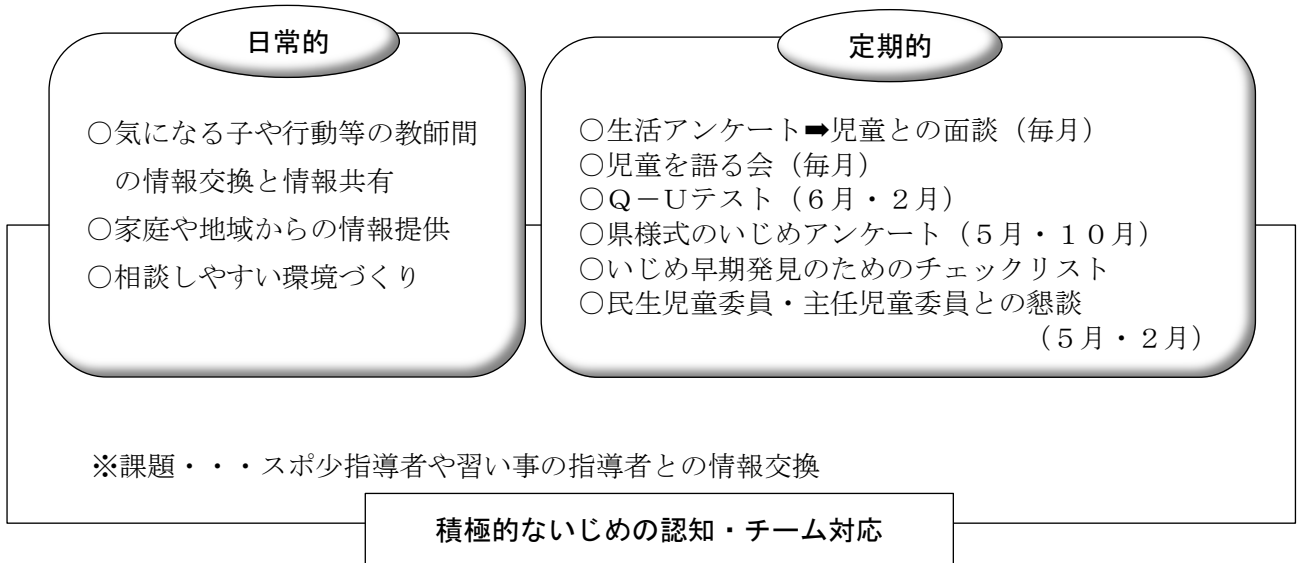 日常的
○気になる子や行動等の教師間
の情報交換と情報共有
○家庭や地域からの情報提供
○相談しやすい環境づくり
定期的
○生活アンケート➡児童との面談（毎月）
○児童を語る会（毎月）
○Ｑ－Ｕテスト（６月・２月）
○県様式のいじめアンケート（５月・１０月）
○いじめ早期発見のためのチェックリスト
○民生児童委員・主任児童委員との懇談
（５月・２月）
※課題・・・スポ少指導者や習い事の指導者との情報交換
積極的ないじめの認知・チーム対応